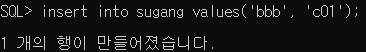 SQL> insert into sugang values('bbb', 'c01');
1 개의 행이 만들어졌습니다.